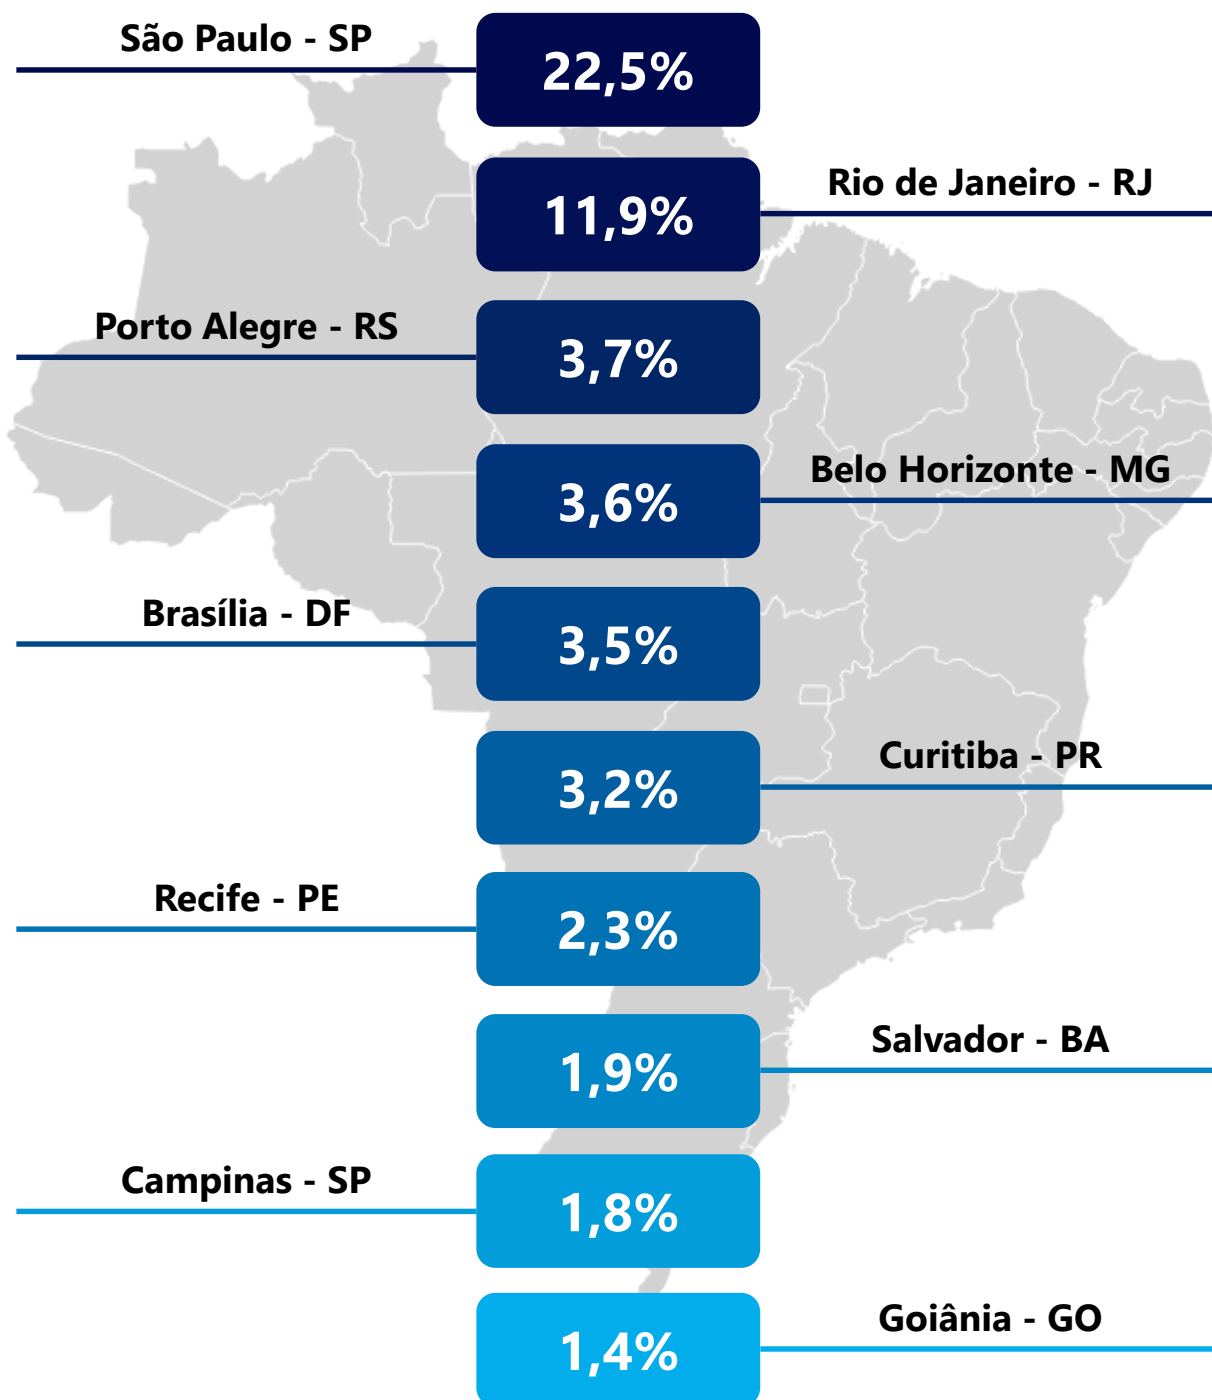 São Paulo - SP
22,5%
Rio de Janeiro - RJ
11,9%
Porto Alegre - RS
3,7%
Belo Horizonte - MG
3,6%
Brasília - DF
3,5%
Curitiba - PR
3,2%
Recife - PE
2,3%
Salvador - BA
1,9%
Campinas - SP
1,8%
Goiânia - GO
1,4%